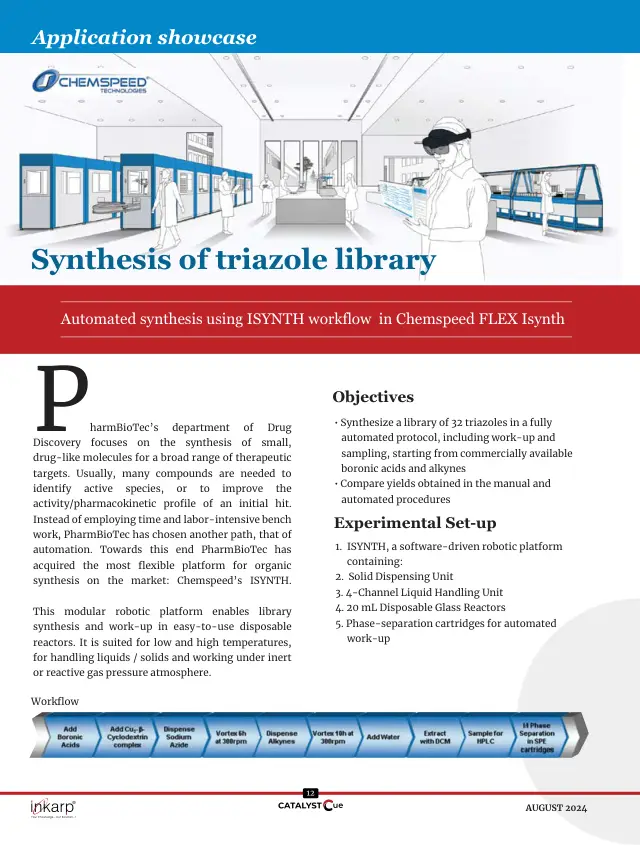 Application showcase
CHEMSPEED®
TECHNOLOGIES
Synthesis of triazole library
Automated synthesis using ISYNTH workflow in Chemspeed FLEX Isynth
PharmBioTec’s department of Drug
Discovery focuses on the synthesis of small,
drug-like molecules for a broad range of therapeutic
targets. Usually, many compounds are needed to
identify active species, or to improve the
activity/pharmacokinetic profile of an initial hit.
Instead of employing time and labor-intensive bench
work, PharmBioTec has chosen another path, that of
automation. Towards this end PharmBioTec has
acquired the most flexible platform for organic
synthesis on the market: Chemspeed’s ISYNTH.
This modular robotic platform enables library
synthesis and work-up in easy-to-use disposable
reactors. It is suited for low and high temperatures,
for handling liquids / solids and working under inert
or reactive gas pressure atmosphere.
Objectives
• Synthesize a library of 32 triazoles in a fully
automated protocol, including work-up and
sampling, starting from commercially available
boronic acids and alkynes
• Compare yields obtained in the manual and
automated procedures
Experimental Set-up
1. ISYNTH, a software-driven robotic platform
containing:
2. Solid Dispensing Unit
3. 4-Channel Liquid Handling Unit
4. 20 mL Disposable Glass Reactors
5. Phase-separation cartridges for automated
work-up
Workflow
Add
Boronic
Acids
Add Cu₂-β-
Cyclodextrin
complex
Dispense
Sodium
Azide
Vortex 6h
at 300rpm
Dispense
Alkynes
Vortex 18h at
300rpm
Add Water
Extract
with DCM
Sample for
HPLC
Phase
Separation
in SPE
cartridges
inkarp®
12
CATALYST Cue
AUGUST 2024